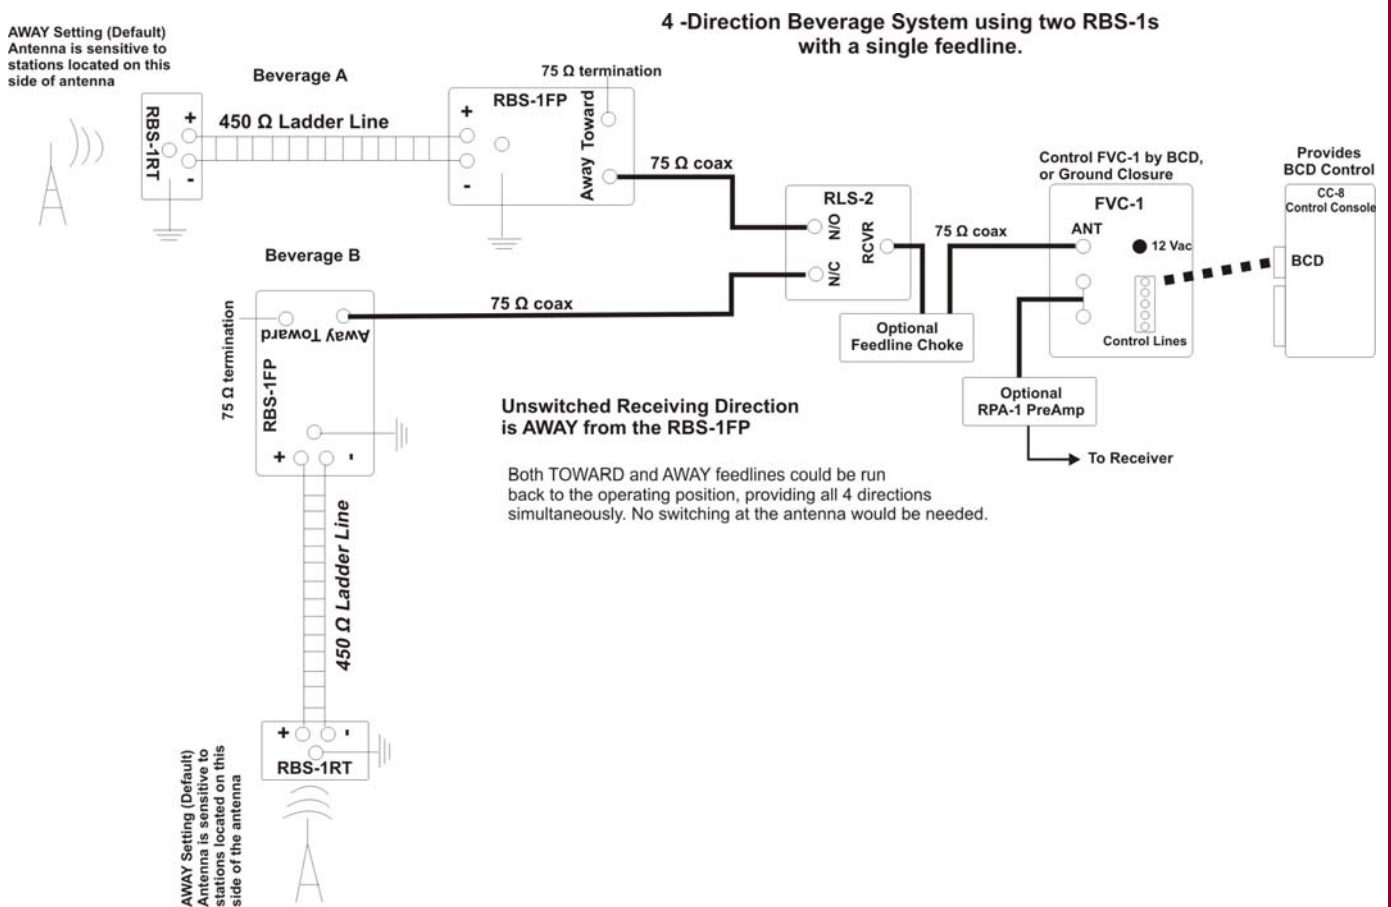 4 -Direction Beverage System using two RBS-1s
with a single feedline.
AWAY Setting (Default)
Antenna is sensitive to
stations located on this
side of antenna
Beverage A
RBS-1RT
+
-
450 Ω Ladder Line
75 Ω termination
RBS-1FP
+
-
Away Toward
75 Ω coax
RLS-2
N/O
N/C
RCVR
75 Ω coax
Optional
Feedline Choke
Control FVC-1 by BCD,
or Ground Closure
FVC-1
ANT
12 Vac
Control Lines
Provides
BCD Control
CC-8
Control Console
BCD
Optional
RPA-1 PreAmp
To Receiver
Beverage B
75 Ω termination
Away Toward
RBS-1FP
+
-
75 Ω coax
Unswitched Receiving Direction
is AWAY from the RBS-1FP
Both TOWARD and AWAY feedlines could be run
back to the operating position, providing all 4 directions
simultaneously. No switching at the antenna would be needed.
450 Ω Ladder Line
+
-
RBS-1RT
AWAY Setting (Default)
Antenna is sensitive to
stations located on this
side of the antenna